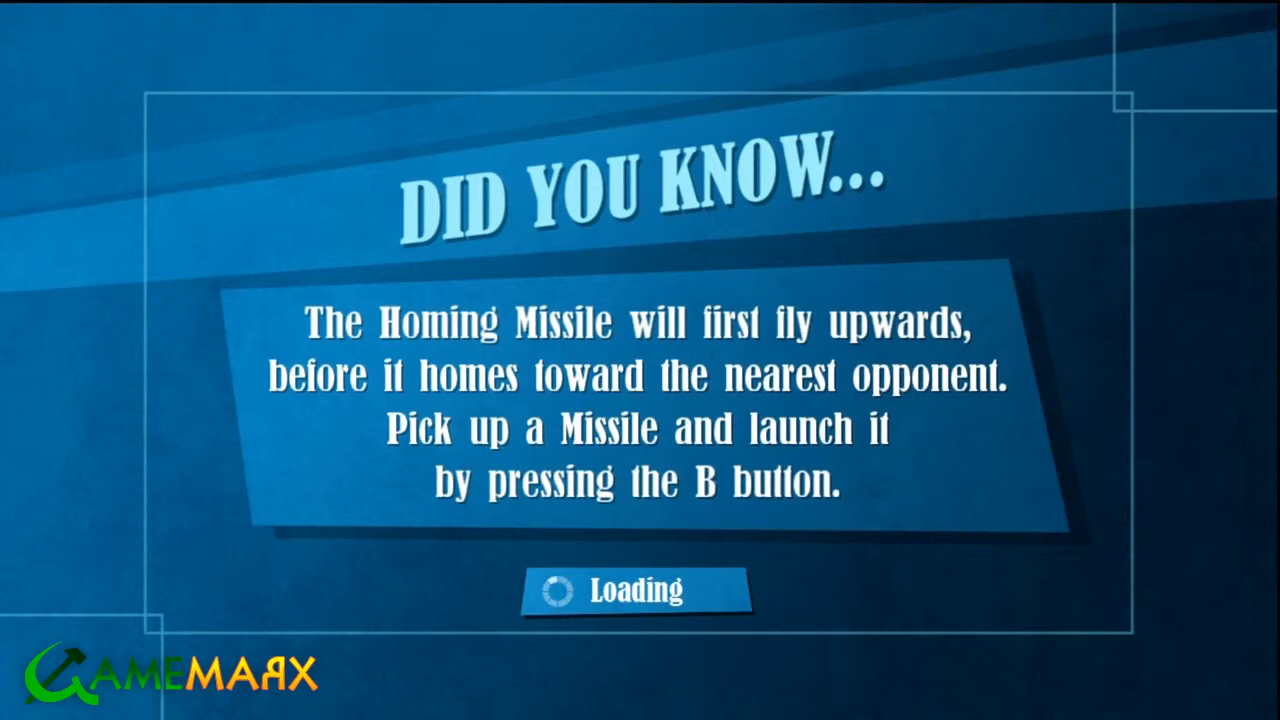 DID YOU KNOW...
The Homing Missile will first fly upwards,
before it homes toward the nearest opponent.
Pick up a Missile and launch it
by pressing the B button.
Loading
GAMEMAЯX